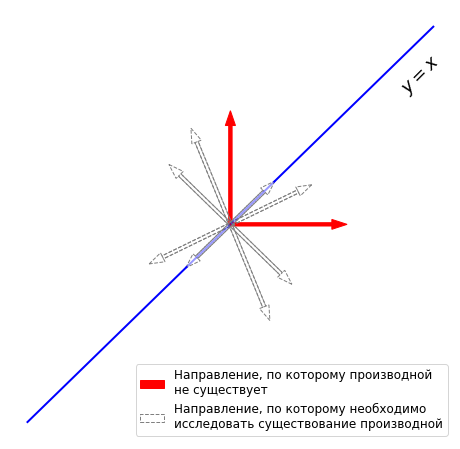 y = x
Направление, по которому производной
не существует
Направление, по которому необходимо
исследовать существование производной